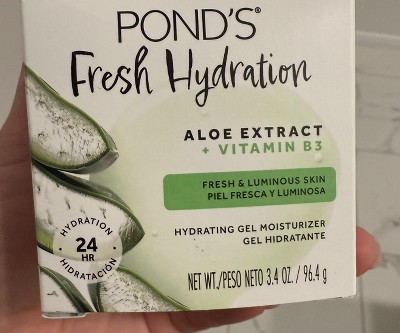 POND'S®
Fresh Hydration
ALOE EXTRACT
+ VITAMIN B3
FRESH & LUMINOUS SKIN
PIEL FRESCA Y LUMINOSA
HYDRATING GEL MOISTURIZER
GEL HIDRATANTE
HYDRATION
24
HR
HIDRATACIÓN
NET WT./PESO NETO 3.4 OZ. / 96.4 g